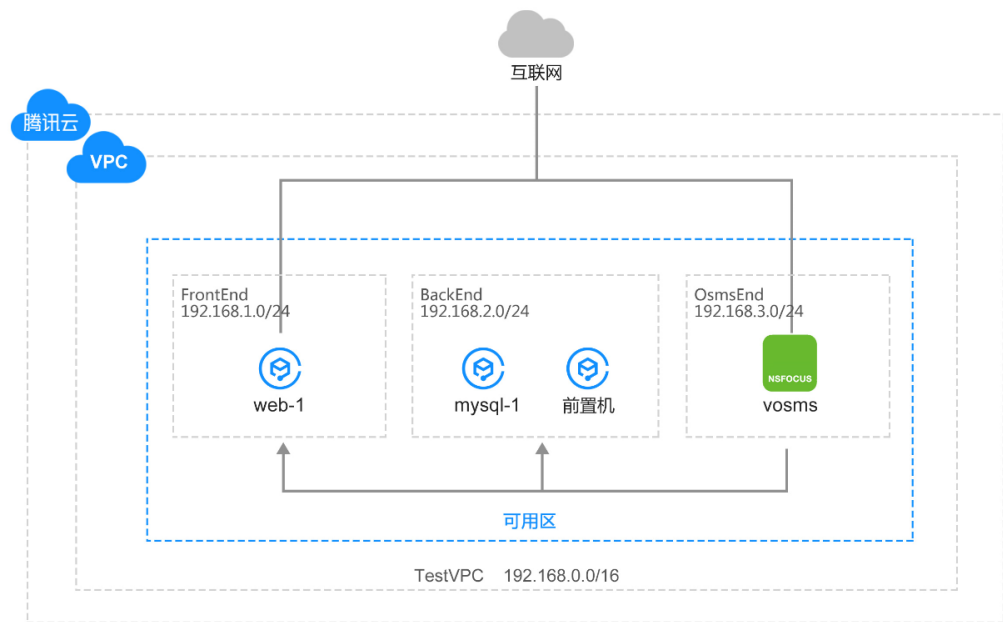 互联网
腾讯云
VPC
FrontEnd
192.168.1.0/24
web-1
BackEnd
192.168.2.0/24
mysql-1 前置机
OsmsEnd
192.168.3.0/24
NSFOCUS
vosms
可用区
TestVPC 192.168.0.0/16